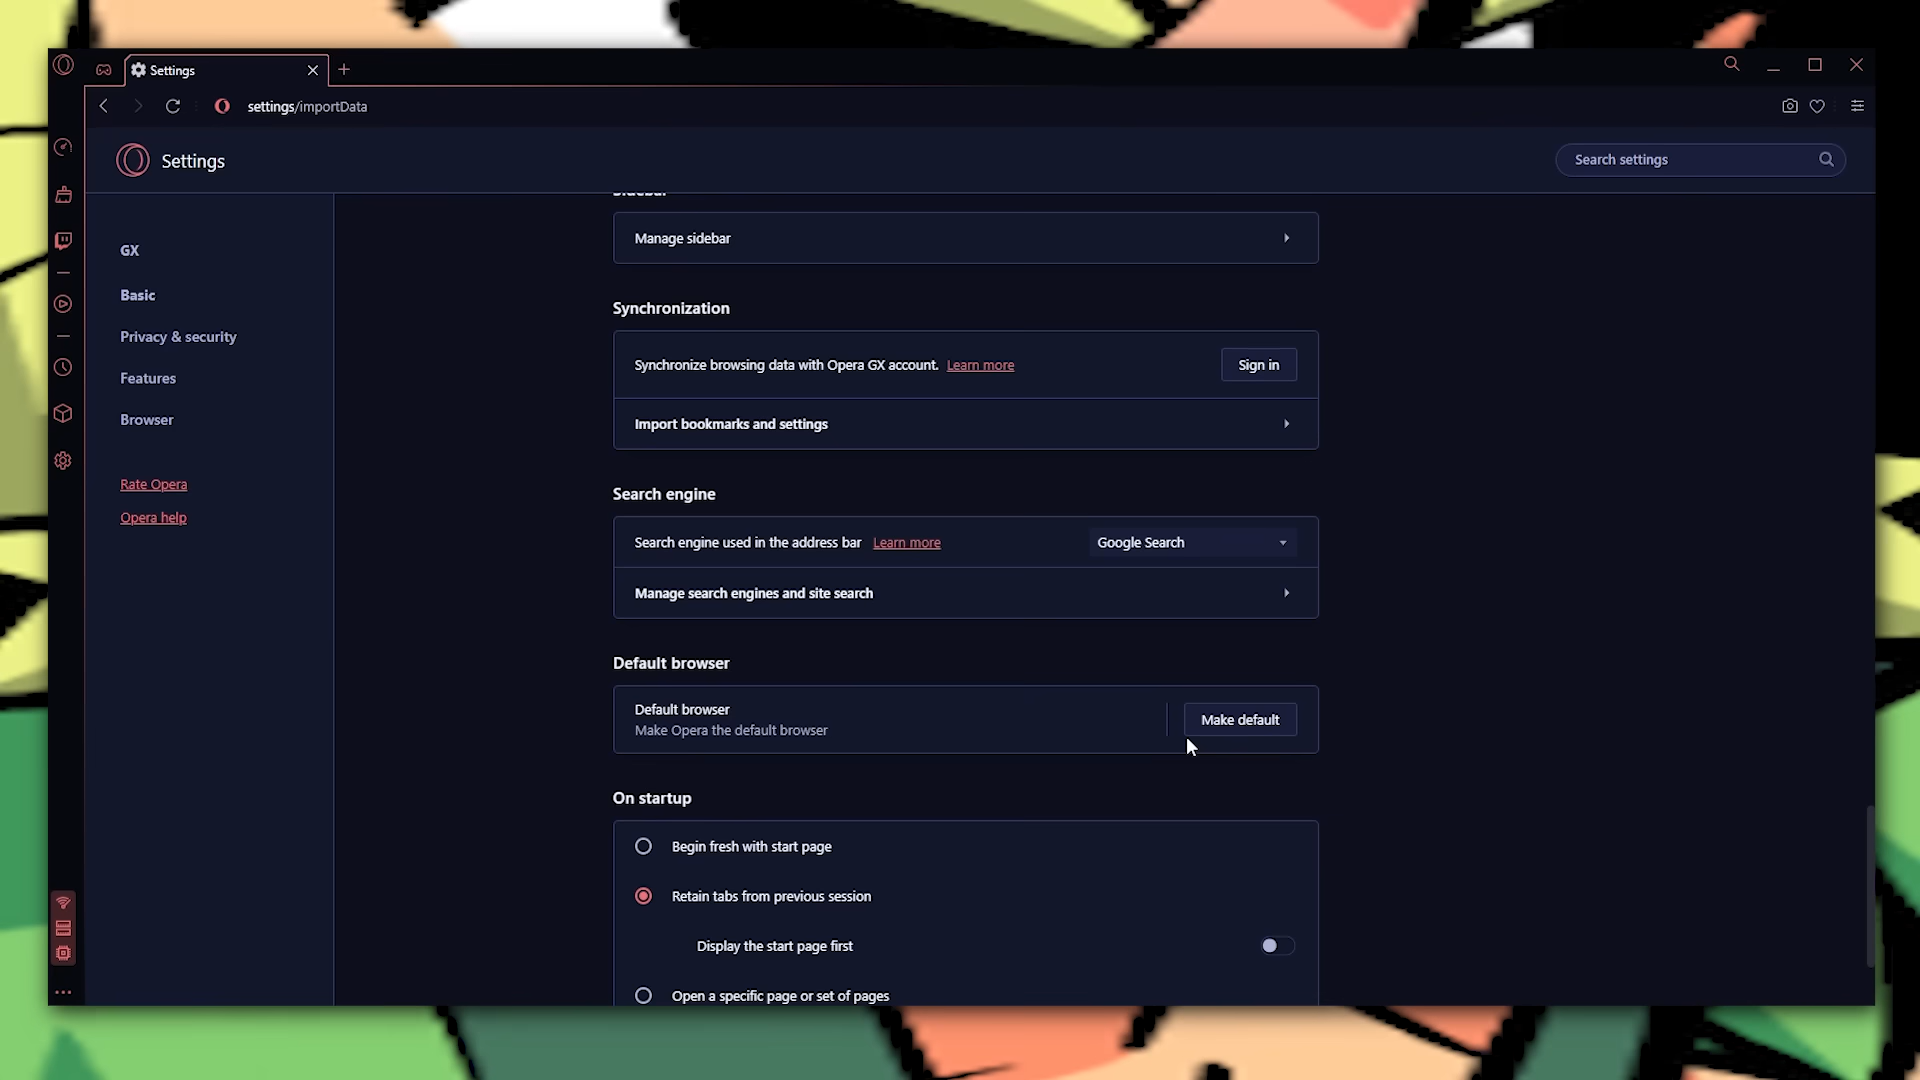 Settings
settings/importData
Settings
Search settings
GX
Basic
Privacy & security
Features
Browser
Rate Opera
Opera help
Sidebar
Manage sidebar
Synchronization
Synchronize browsing data with Opera GX account. Learn more
Sign in
Import bookmarks and settings
Search engine
Search engine used in the address bar Learn more
Google Search
Manage search engines and site search
Default browser
Default browser
Make Opera the default browser
Make default
On startup
Begin fresh with start page
Retain tabs from previous session
Display the start page first
Open a specific page or set of pages